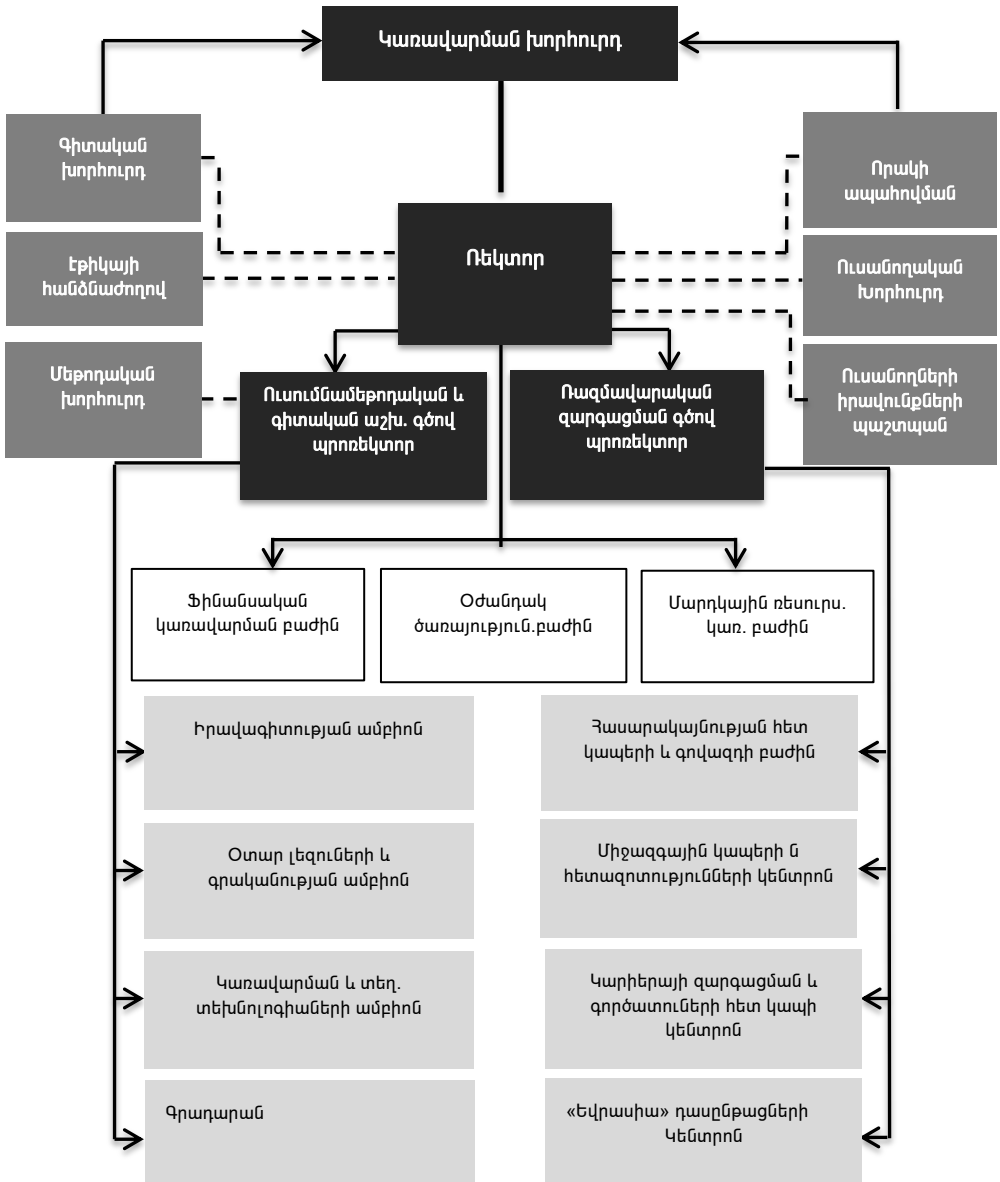 Կառավարման խորհուրդ
Գիտական
խորհուրդ
Որակի
ապահովման
Ռեկտոր
Էթիկայի
հանձնաժողով
Ուսանողական
Խորհուրդ
Մեթոդական
խորհուրդ
Ուսումնամեթոդական և
գիտական աշխ. գծով
պրոռեկտոր
Ռազմավարական
զարգացման գծով
պրոռեկտոր
Ուսանողների
իրավունքների
պաշտպան
Ֆինանսական
կառավարման բաժին
Օժանդակ
ծառայություն.բաժին
Մարդկային ռեսուրս.
կառ. բաժին
Իրավագիտության ամբիոն
Հասարակայնության հետ
կապերի և գովազդի բաժին
Օտար լեզուների և
գրականության ամբիոն
Միջազգային կապերի ն
հետազոտությունների կենտրոն
Կառավարման և տեղ.
տեխնոլոգիաների ամբիոն
Կարիերայի զարգացման և
գործատուների հետ կապի
կենտրոն
Գրադարան
«Եվրասիա» դասընթացների
Կենտրոն